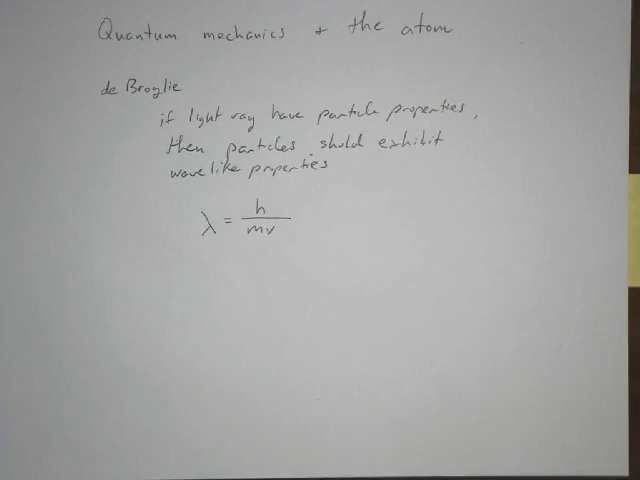 Quantum mechanics + the atom
de Broglie
if light ray have particle properties,
then particles should exhibit
wave like properties
λ = h / mv